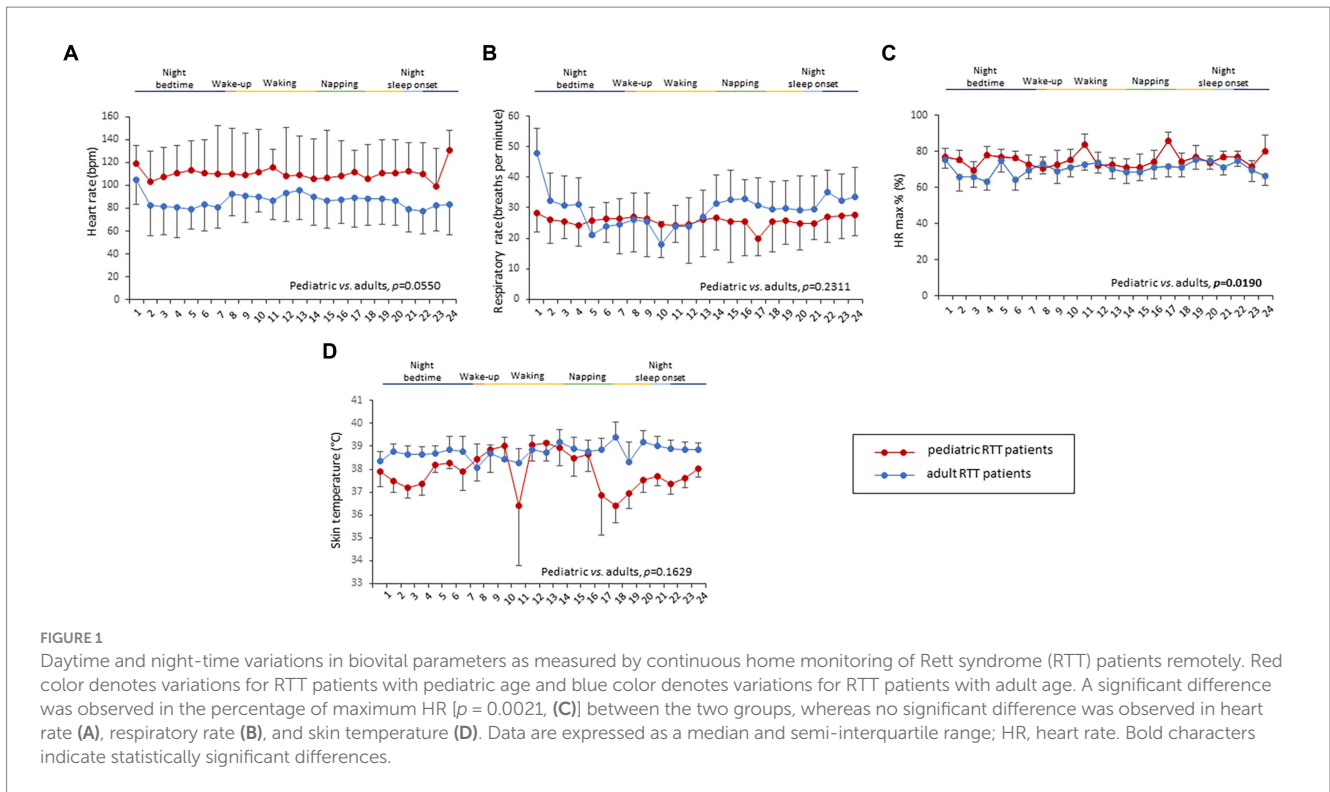 A
Night
bedtime
Wake-up
Waking
Napping
Night
sleep onset
Heart rate (bpm)
160
140
120
100
80
60
40
20
0
Pediatric vs. adults, p=0.0550
1 2 3 4 5 6 7 8 9 10 11 12 13 14 15 16 17 18 19 20 21 22 23 24
B
Night
bedtime
Wake-up
Waking
Napping
Night
sleep onset
Respiratory rate (breaths per minute)
60
50
40
30
20
10
0
Pediatric vs. adults, p=0.2311
1 2 3 4 5 6 7 8 9 10 11 12 13 14 15 16 17 18 19 20 21 22 23 24
C
Night
bedtime
Wake-up
Waking
Napping
Night
sleep onset
HR max % (%)
100
80
60
40
20
0
Pediatric vs. adults, p=0.0190
1 2 3 4 5 6 7 8 9 10 11 12 13 14 15 16 17 18 19 20 21 22 23 24
D
Night
bedtime
Wake-up
Waking
Napping
Night
sleep onset
Skin temperature (°C)
41
40
39
38
37
36
35
34
33
Pediatric vs. adults, p=0.1629
1 2 3 4 5 6 7 8 9 10 11 12 13 14 15 16 17 18 19 20 21 22 23 24
pediatric RTT patients
adult RTT patients
FIGURE 1
Daytime and night-time variations in biovital parameters as measured by continuous home monitoring of Rett syndrome (RTT) patients remotely. Red
color denotes variations for RTT patients with pediatric age and blue color denotes variations for RTT patients with adult age. A significant difference
was observed in the percentage of maximum HR [p = 0.0021, (C)] between the two groups, whereas no significant difference was observed in heart
rate (A), respiratory rate (B), and skin temperature (D). Data are expressed as a median and semi-interquartile range; HR, heart rate. Bold characters
indicate statistically significant differences.